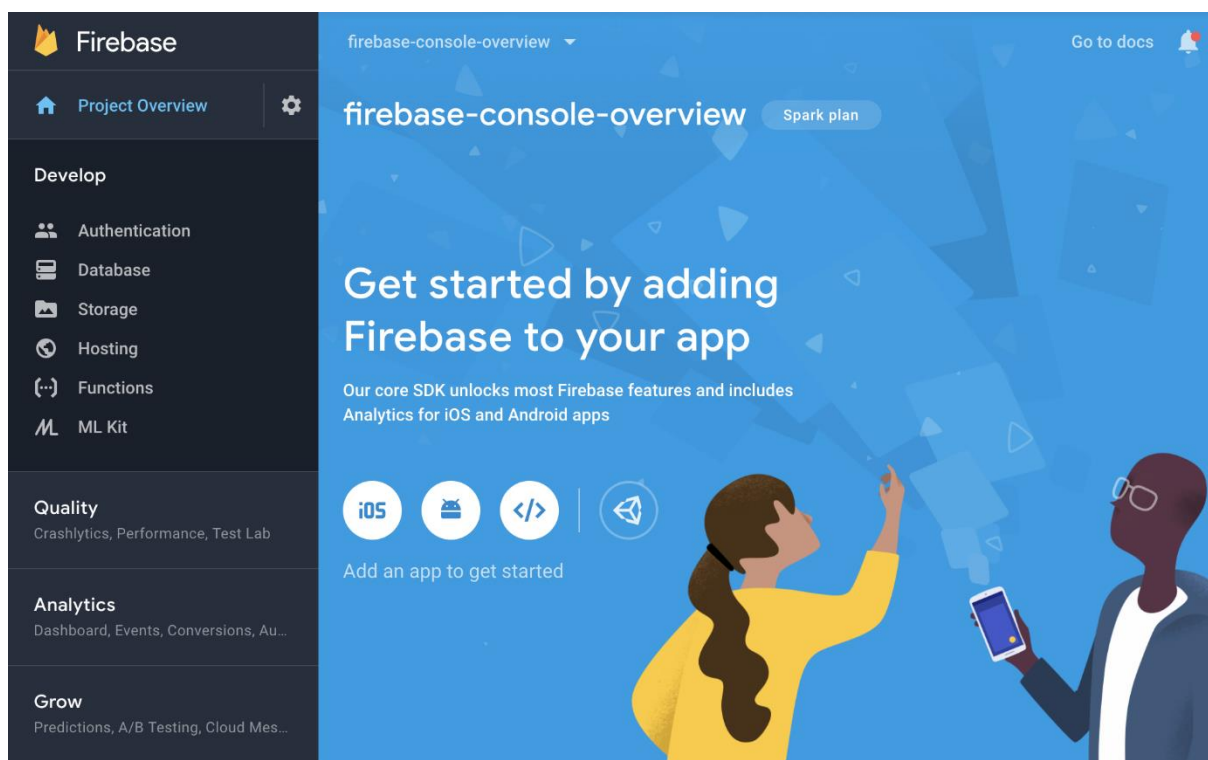 Firebase
firebase-console-overview
Go to docs
Project Overview
firebase-console-overview
Spark plan
Develop
Authentication
Database
Storage
Hosting
Functions
ML Kit
Get started by adding
Firebase to your app
Our core SDK unlocks most Firebase features and includes
Analytics for iOS and Android apps
iOS
</>
Add an app to get started
Quality
Crashlytics, Performance, Test Lab
Analytics
Dashboard, Events, Conversions, Au...
Grow
Predictions, A/B Testing, Cloud Mes...